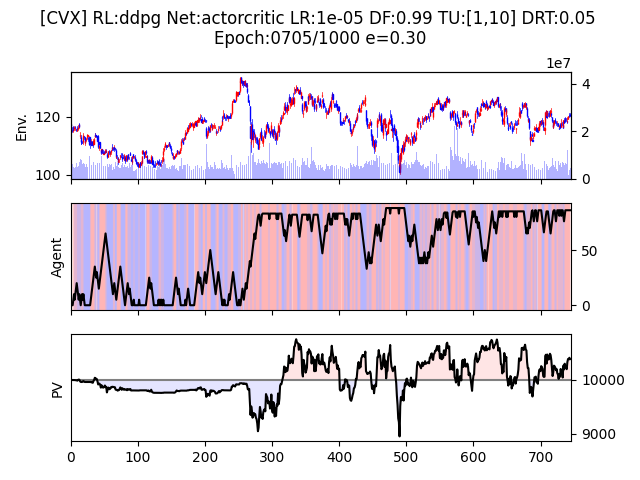 [CVX] RL:ddpg Net:actorcritic LR:1e-05 DF:0.99 TU:[1,10] DRT:0.05
Epoch:0705/1000 e=0.30
1e7
Env.
120
100
4
2
0
Agent
50
0
PV
10000
9000
0 100 200 300 400 500 600 700